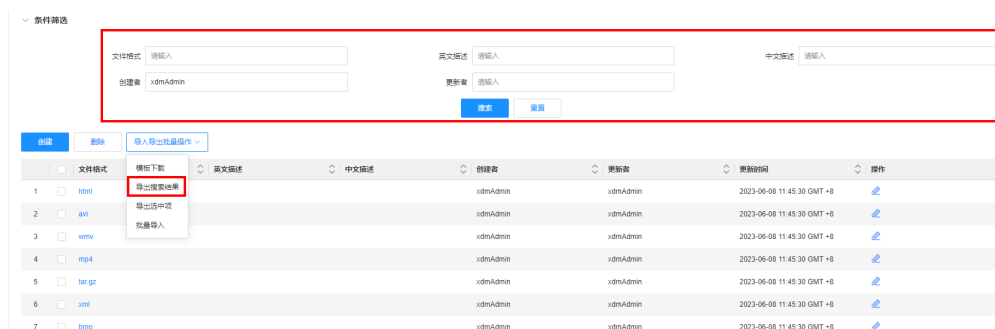 条件筛选
文件格式 请输入 英文描述 请输入 中文描述 请输入
创建者 xdmAdmin 更新者 请输入
搜索 重置
创建 删除 导入导出批量操作
模板下载
导出搜索结果
导出选中项
批量导入
文件格式 英文描述 中文描述 创建者 更新者 更新时间 操作
1 html xdmAdmin xdmAdmin 2023-06-08 11:45:30 GMT +8
2 avi xdmAdmin xdmAdmin 2023-06-08 11:45:30 GMT +8
3 wmv xdmAdmin xdmAdmin 2023-06-08 11:45:30 GMT +8
4 mp4 xdmAdmin xdmAdmin 2023-06-08 11:45:30 GMT +8
5 tar.gz xdmAdmin xdmAdmin 2023-06-08 11:45:30 GMT +8
6 xml xdmAdmin xdmAdmin 2023-06-08 11:45:30 GMT +8
7 bmp xdmAdmin xdmAdmin 2023-06-08 11:45:30 GMT +8